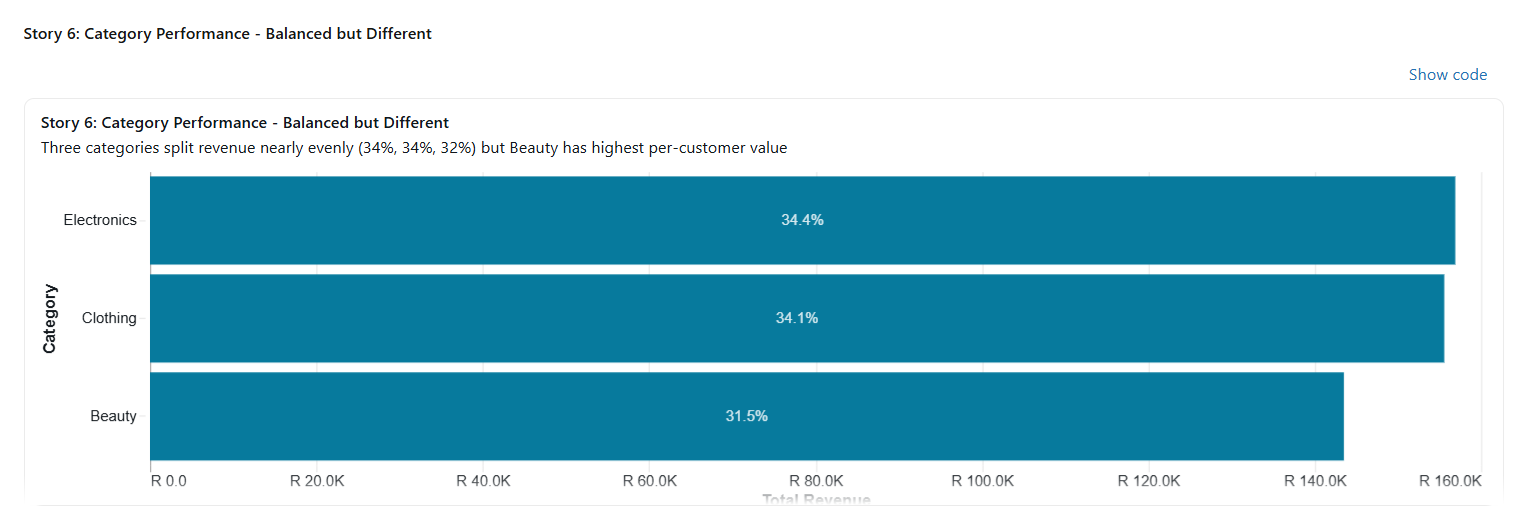 Story 6: Category Performance - Balanced but Different
Show code
Story 6: Category Performance - Balanced but Different
Three categories split revenue nearly evenly (34%, 34%, 32%) but Beauty has highest per-customer value
Electronics
34.4%
Category
Clothing
34.1%
Beauty
31.5%
R 0.0 R 20.0K R 40.0K R 60.0K R 80.0K R 100.0K R 120.0K R 140.0K R 160.0K
Total Revenue